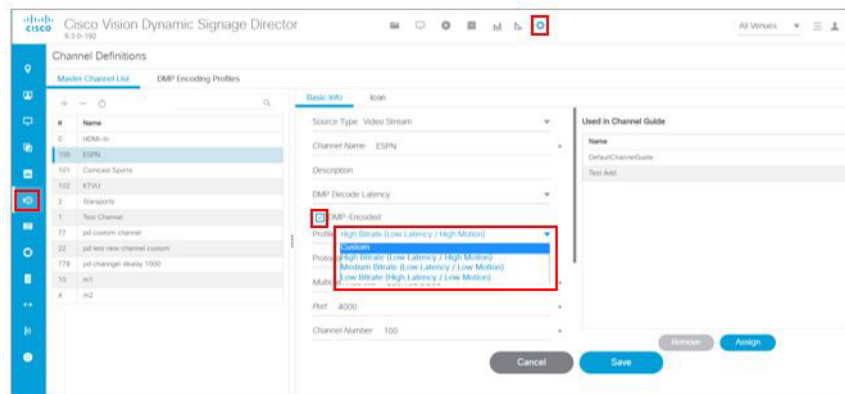 CISCO
Cisco Vision Dynamic Signage Director
6.3.0-192
All Venues
Channel Definitions
Master Channel List
DMP Encoding Profiles
#
Name
0
HDMI-in
100
ESPN
101
Comcast Sports
102
KTVU
2
Starsports
1
Test Channel
77
pd custom channel
22
pd test new channel custom
778
pd channgel dealay 1000
10
m1
4
m2
Basic Info
Icon
Source Type Video Stream
Channel Name ESPN
Description
DMP Decode Latency
DMP-Encoded
Profile High Bitrate (Low Latency / High Motion)
Custom
High Bitrate (Low Latency / High Motion)
Medium Bitrate (Low Latency / Low Motion)
Low Bitrate (High Latency / Low Motion)
Port 4000
Channel Number 100
Used in Channel Guide
Name
DefaultChannelGuide
Test Add
Remove
Assign
Cancel
Save